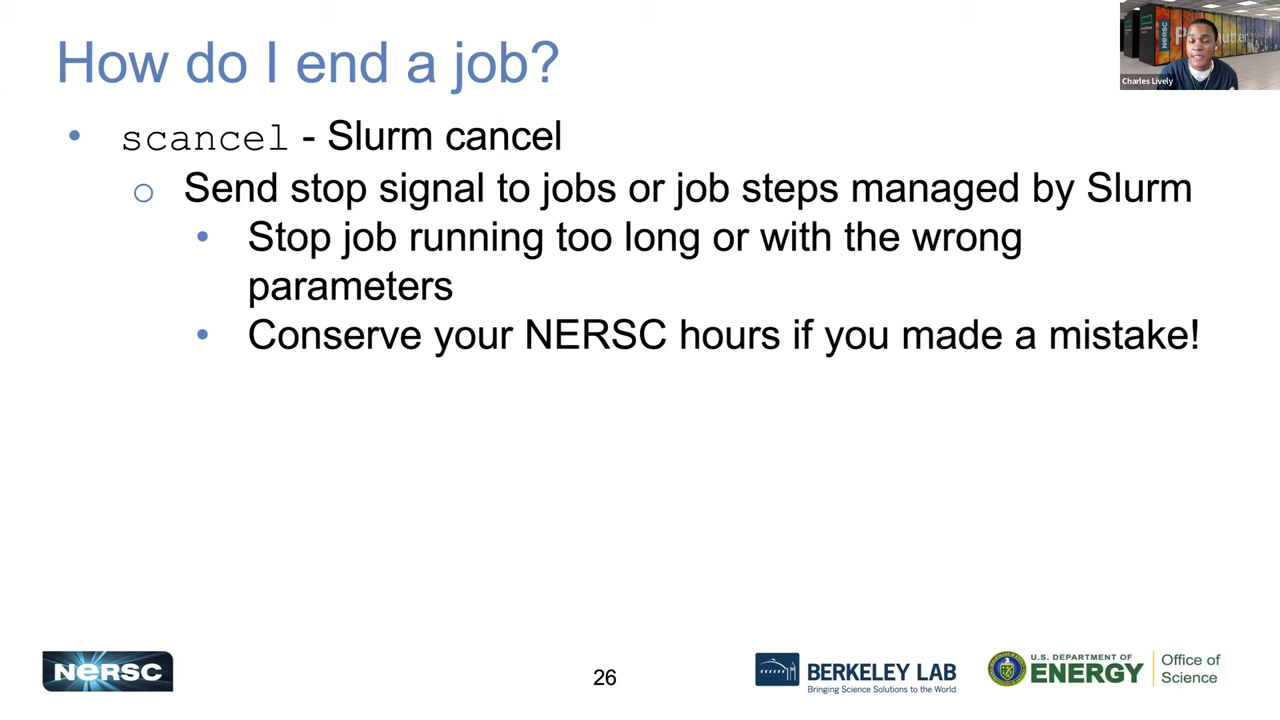 How do I end a job?
• scancel - Slurm cancel
o Send stop signal to jobs or job steps managed by Slurm
• Stop job running too long or with the wrong
parameters
• Conserve your NERSC hours if you made a mistake!
NERSC
Charles Lively
NERSC
26
BERKELEY LAB
Bringing Science Solutions to the World
U.S. DEPARTMENT OF
ENERGY
Office of
Science